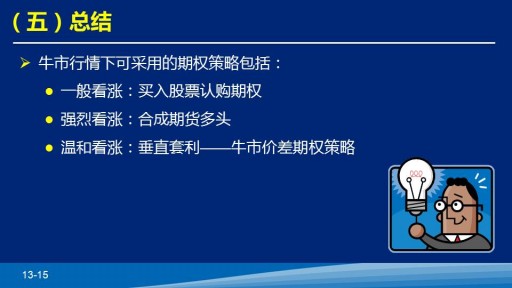 （五）总结
牛市行情下可采用的期权策略包括：
一般看涨：买入股票认购期权
强烈看涨：合成期货多头
温和看涨：垂直套利——牛市价差期权策略
13-15